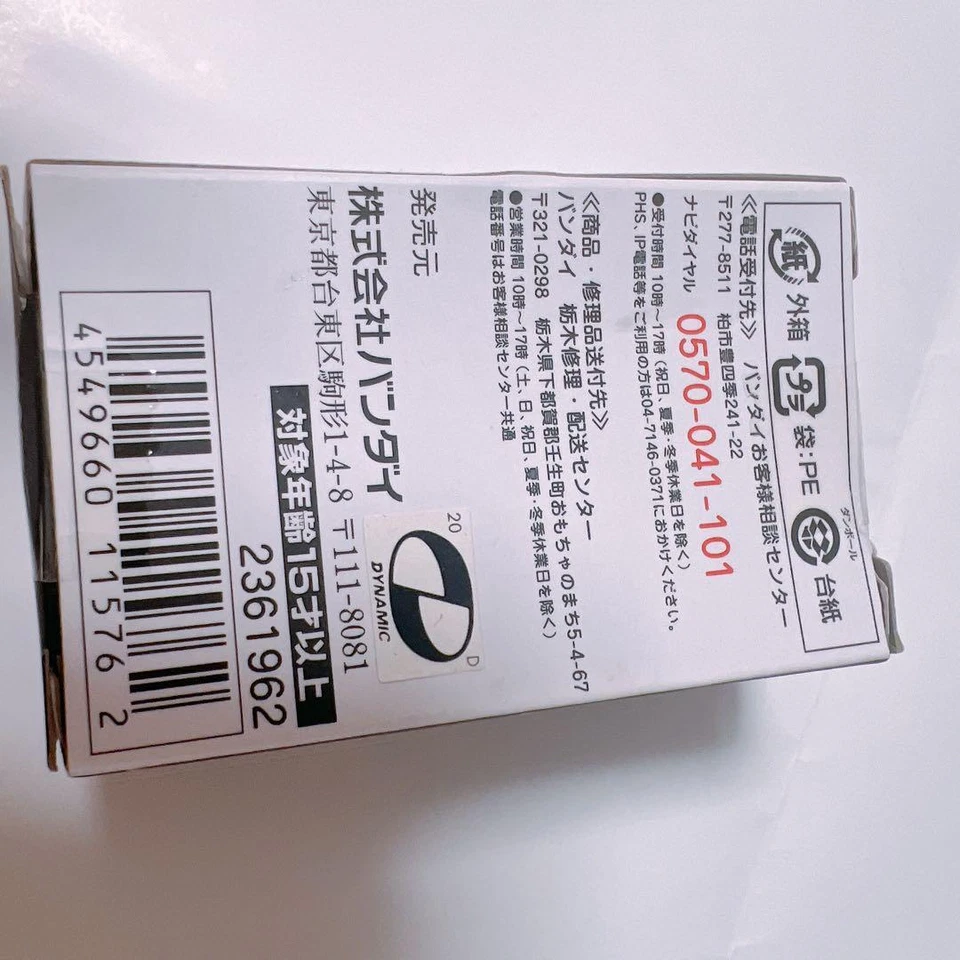 紙 外箱 プラ 袋:PE ダンボール 台紙
≪電話受付先≫ バンダイお客様相談センター
〒277-8511 柏市豊四季241-22
ナビダイヤル 0570-041-101
●受付時間 10時～17時(祝日、夏季・冬季休業日を除く)
PHS、IP電話等をご利用の方は04-7146-0371におかけください。
≪商品・修理品送付先≫
バンダイ 栃木修理・配送センター
〒321-0298 栃木県下都賀郡壬生町おもちゃのまち5-4-67
●営業時間 10時～17時(土、日、祝日、夏季・冬季休業日を除く)
電話番号はお客様相談センター共通
発売元
株式会社バンダイ
東京都台東区駒形1-4-8 〒111-8081
20
DYNAMIC
D
対象年齢15才以上
2361962
4549660 115762